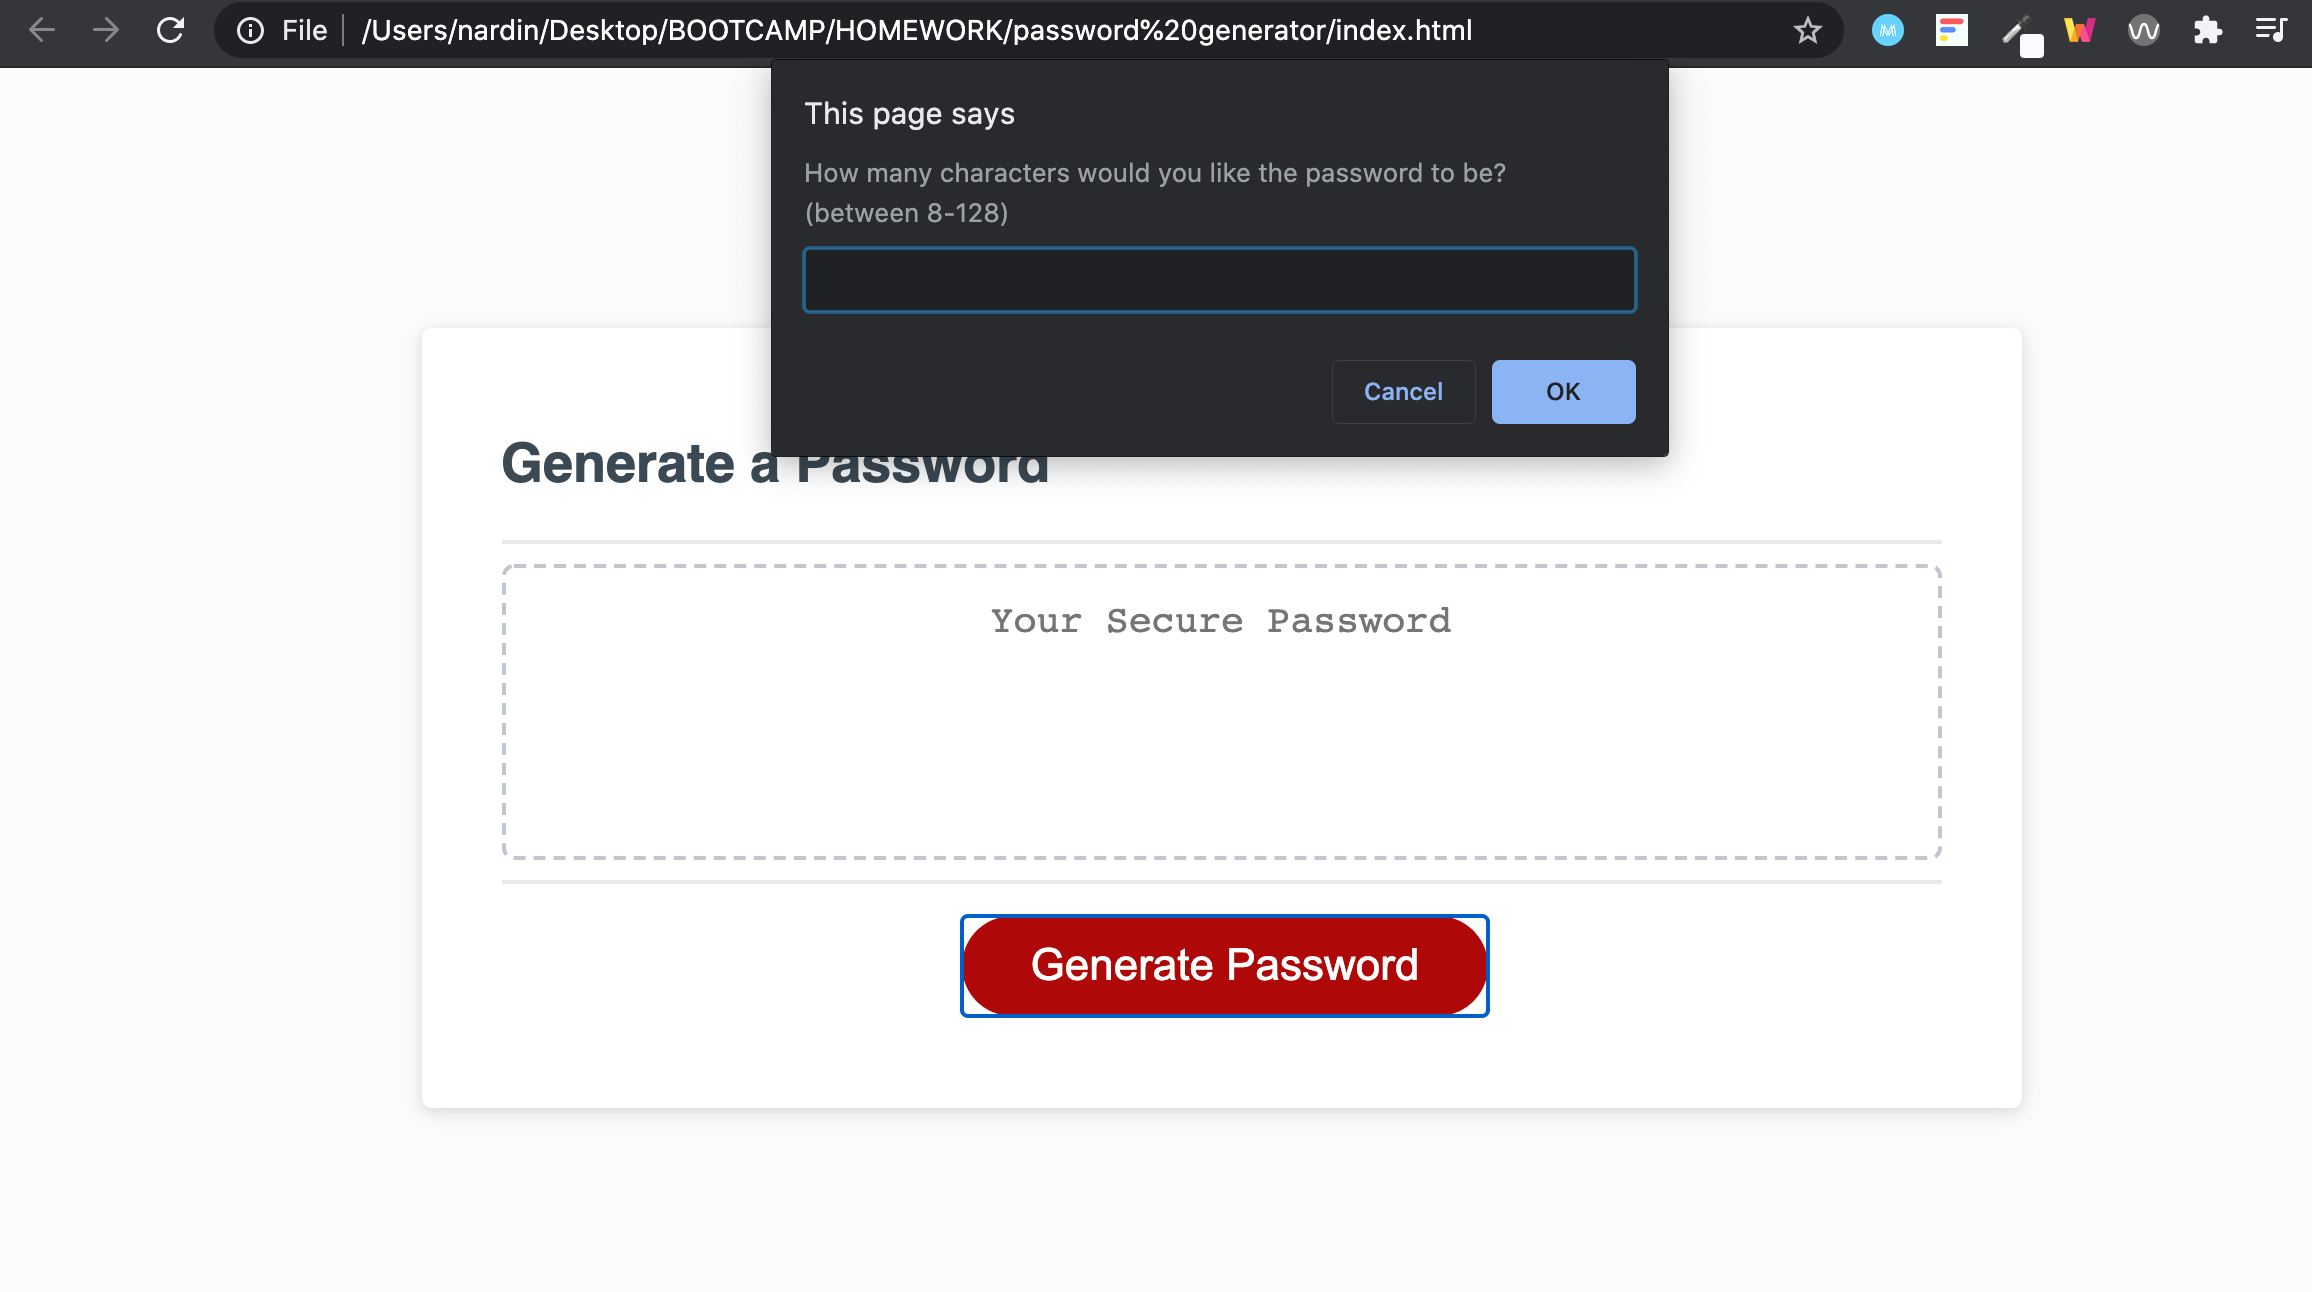 File
/Users/nardin/Desktop/BOOTCAMP/HOMEWORK/password%20generator/index.html
This page says
How many characters would you like the password to be?
(between 8-128)
Cancel
OK
Generate a Password
Your Secure Password
Generate Password